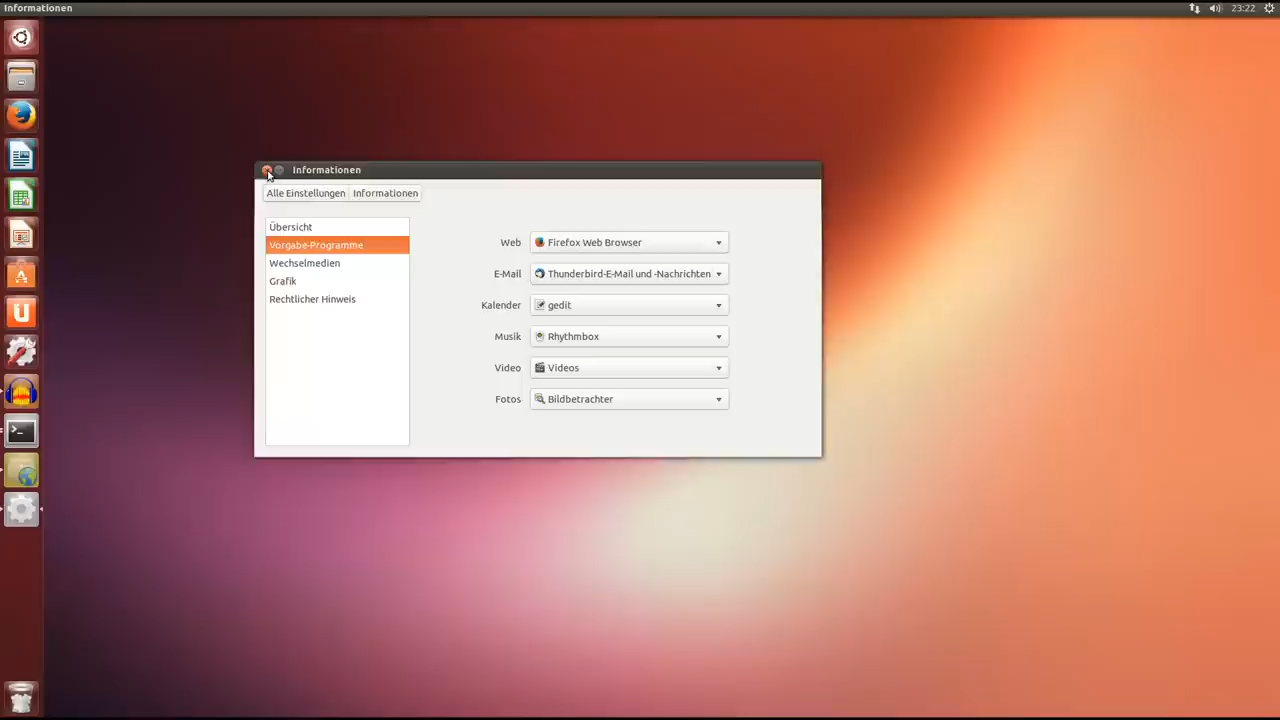 Informationen
23:22
Informationen
Alle Einstellungen Informationen
Übersicht
Vorgabe-Programme
Wechselmedien
Grafik
Rechtlicher Hinweis
Web Firefox Web Browser
E-Mail Thunderbird-E-Mail und -Nachrichten
Kalender gedit
Musik Rhythmbox
Video Videos
Fotos Bildbetrachter